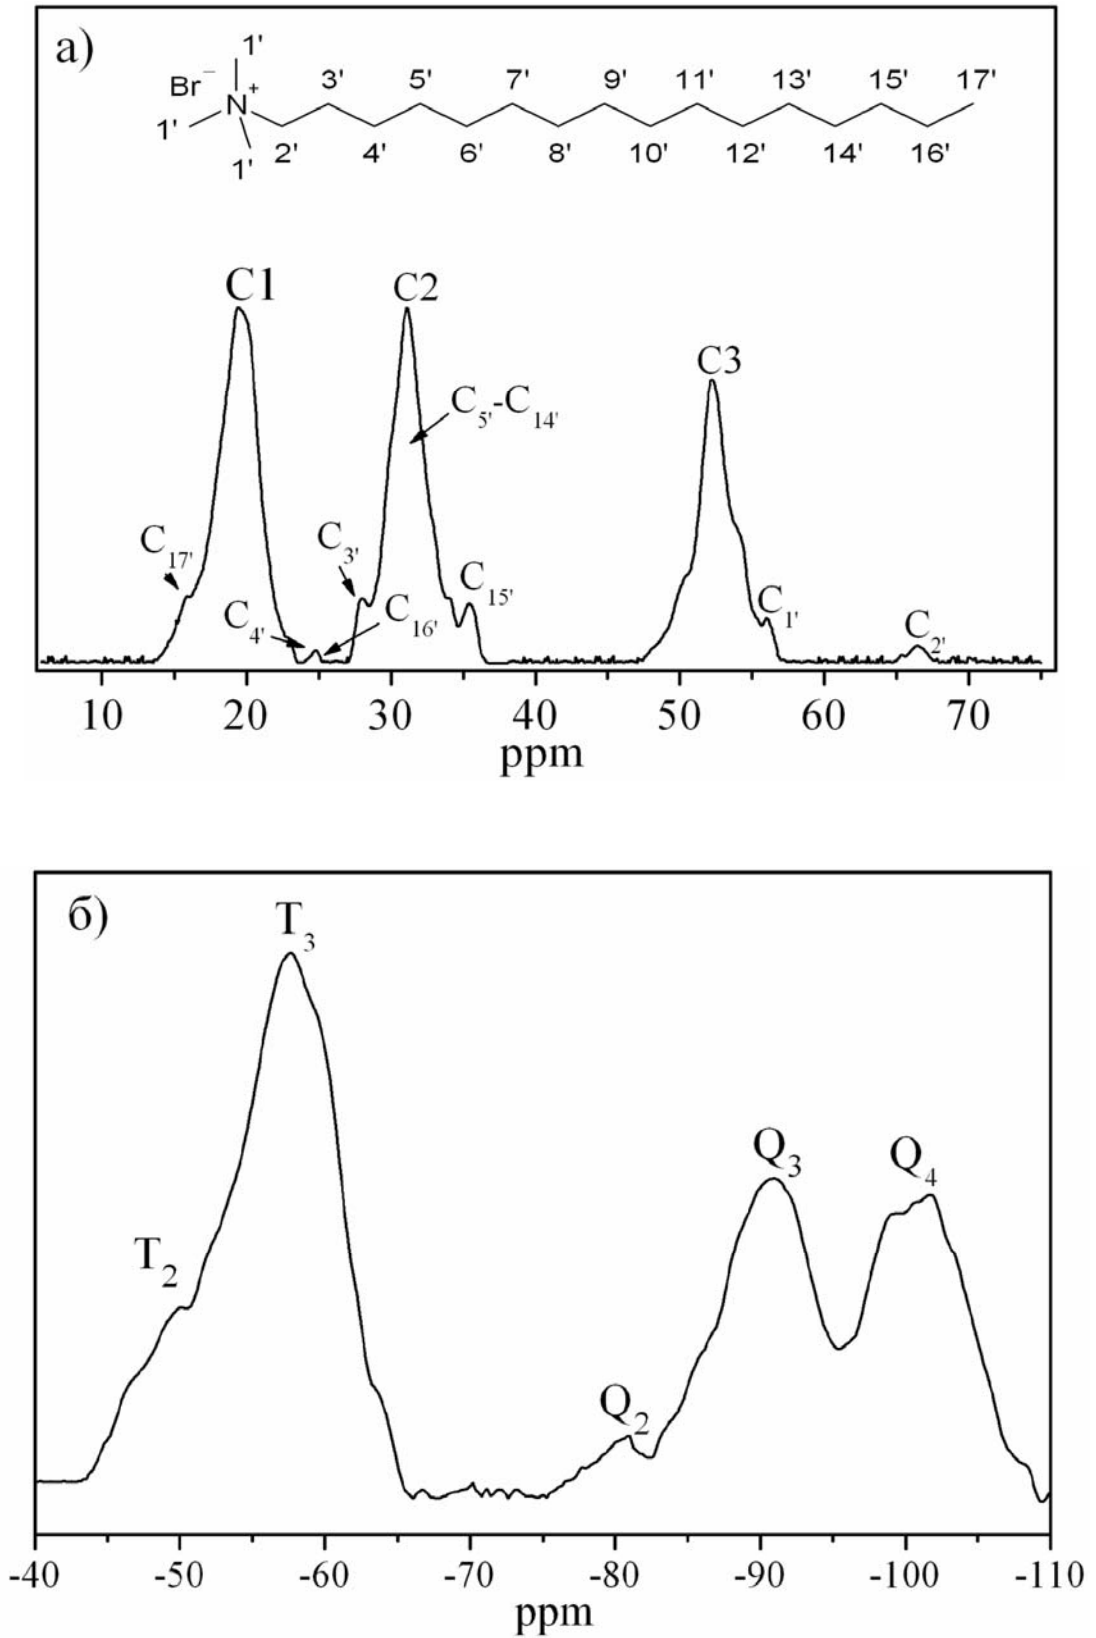 а)
1'
Br⁻
N⁺
1'
1'
3' 5' 7' 9' 11' 13' 15' 17'
2' 4' 6' 8' 10' 12' 14' 16'
C1
C2
C3
C₅'-C₁₄'
C₁₇'
C₃'
C₁₅'
C₄'
C₁₆'
C₁'
C₂'
10 20 30 40 50 60 70
ppm
б)
T₃
T₂
Q₃
Q₄
Q₂
-40 -50 -60 -70 -80 -90 -100 -110
ppm